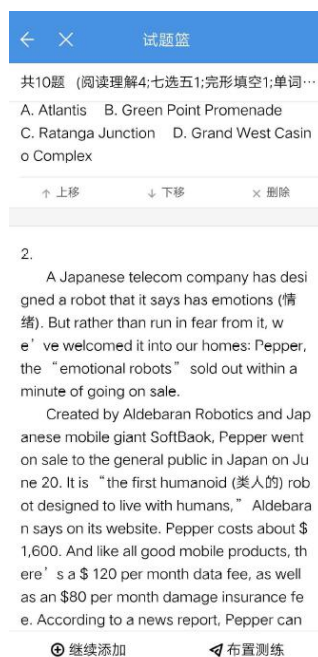 试题篮
共10题 (阅读理解4;七选五1;完形填空1;单词…
A. Atlantis B. Green Point Promenade
C. Ratanga Junction D. Grand West Casin
o Complex
↑ 上移 ↓ 下移 × 删除
2.
A Japanese telecom company has desi
gned a robot that it says has emotions (情
绪). But rather than run in fear from it, w
e’ve welcomed it into our homes: Pepper,
the “emotional robots” sold out within a
minute of going on sale.
Created by Aldebaran Robotics and Jap
anese mobile giant SoftBaok, Pepper went
on sale to the general public in Japan on Ju
ne 20. It is “the first humanoid (类人的) rob
ot designed to live with humans,” Aldebara
n says on its website. Pepper costs about $
1,600. And like all good mobile products, th
ere’s a $ 120 per month data fee, as well
as an $80 per month damage insurance fe
e. According to a news report, Pepper can
继续添加 布置测练